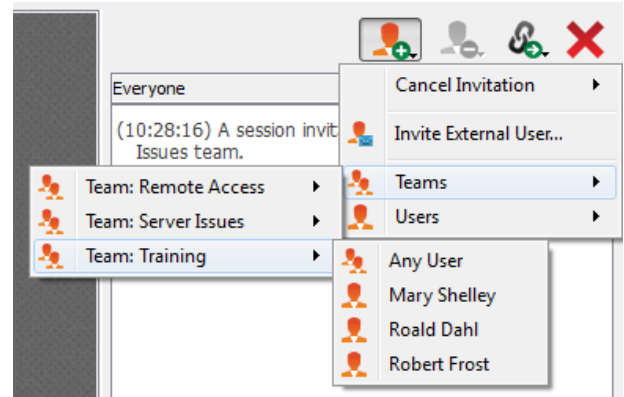 Everyone
(10:28:16) A session invit
Issues team.
Cancel Invitation
Invite External User...
Teams
Users
Team: Remote Access
Team: Server Issues
Team: Training
Any User
Mary Shelley
Roald Dahl
Robert Frost